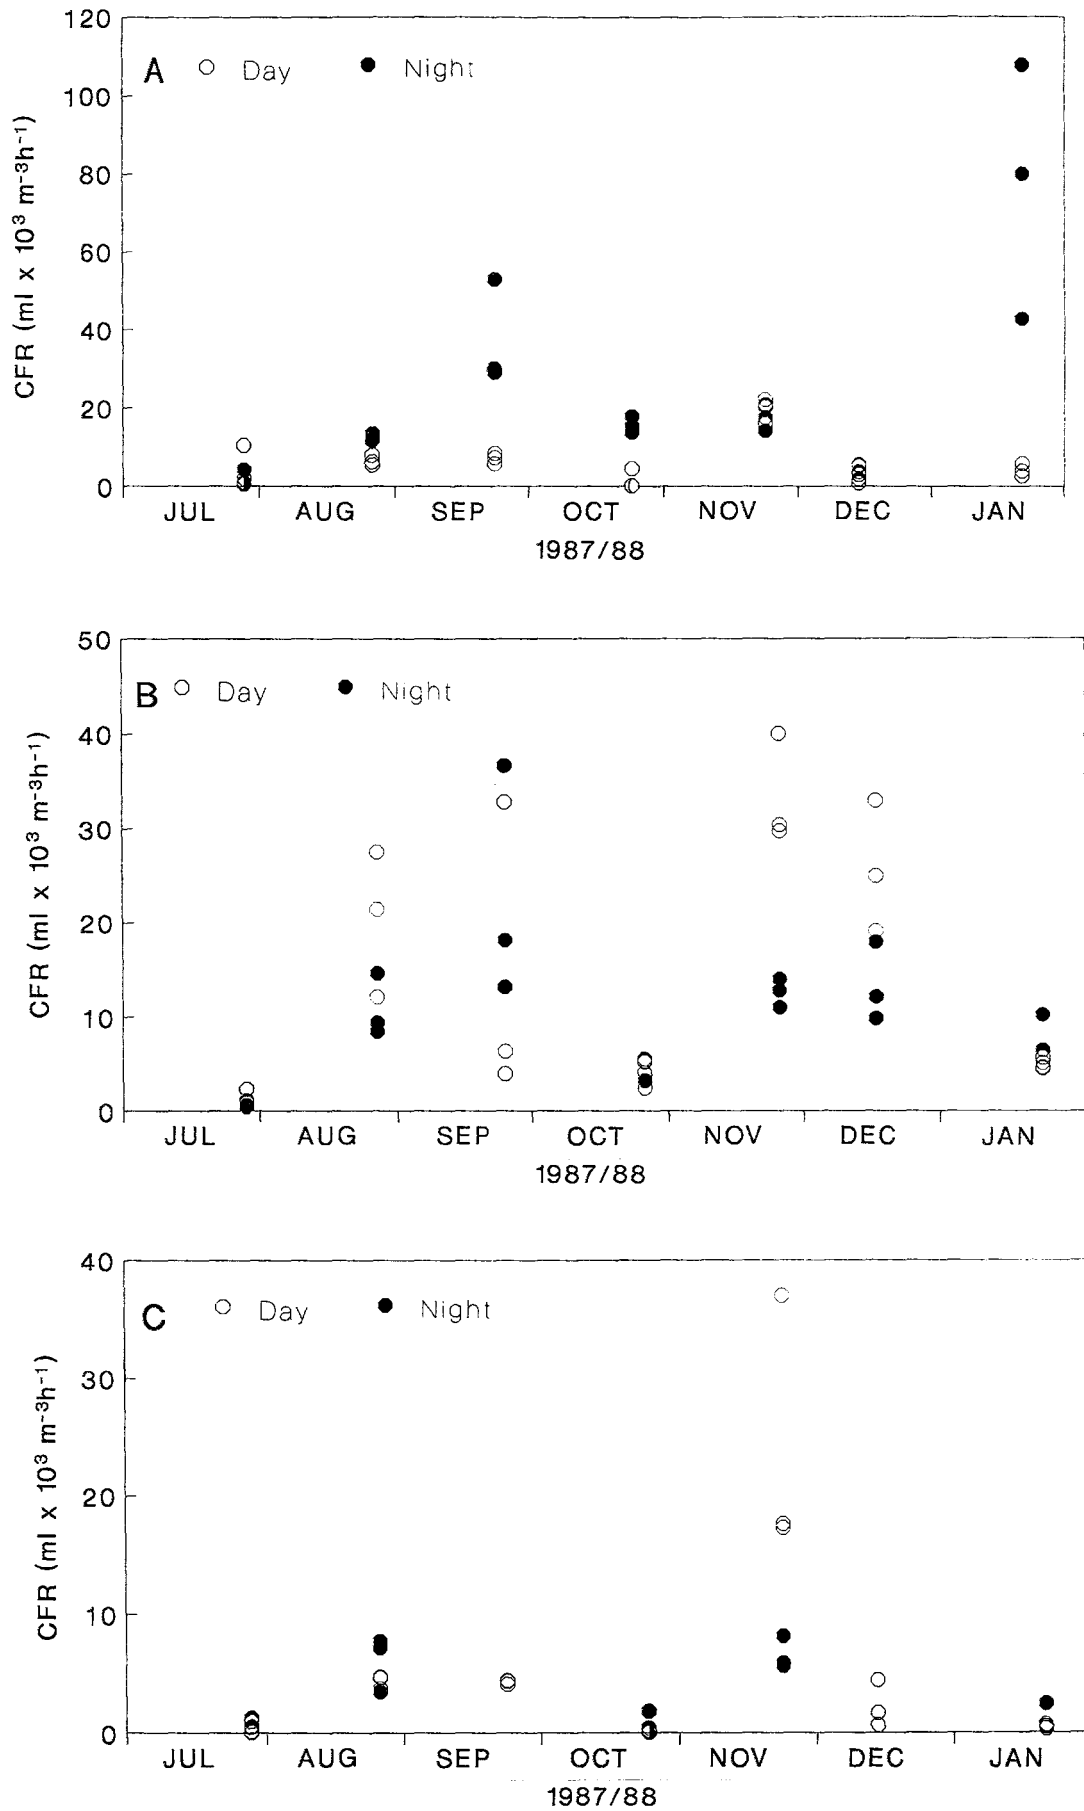 120
A ○ Day ● Night
100
80
60
40
20
0
CFR (ml x 10³ m⁻³h⁻¹)
JUL AUG SEP OCT NOV DEC JAN
1987/88
50
B ○ Day ● Night
40
30
20
10
0
CFR (ml x 10³ m⁻³h⁻¹)
JUL AUG SEP OCT NOV DEC JAN
1987/88
40
C ○ Day ● Night
30
20
10
0
CFR (ml x 10³ m⁻³h⁻¹)
JUL AUG SEP OCT NOV DEC JAN
1987/88